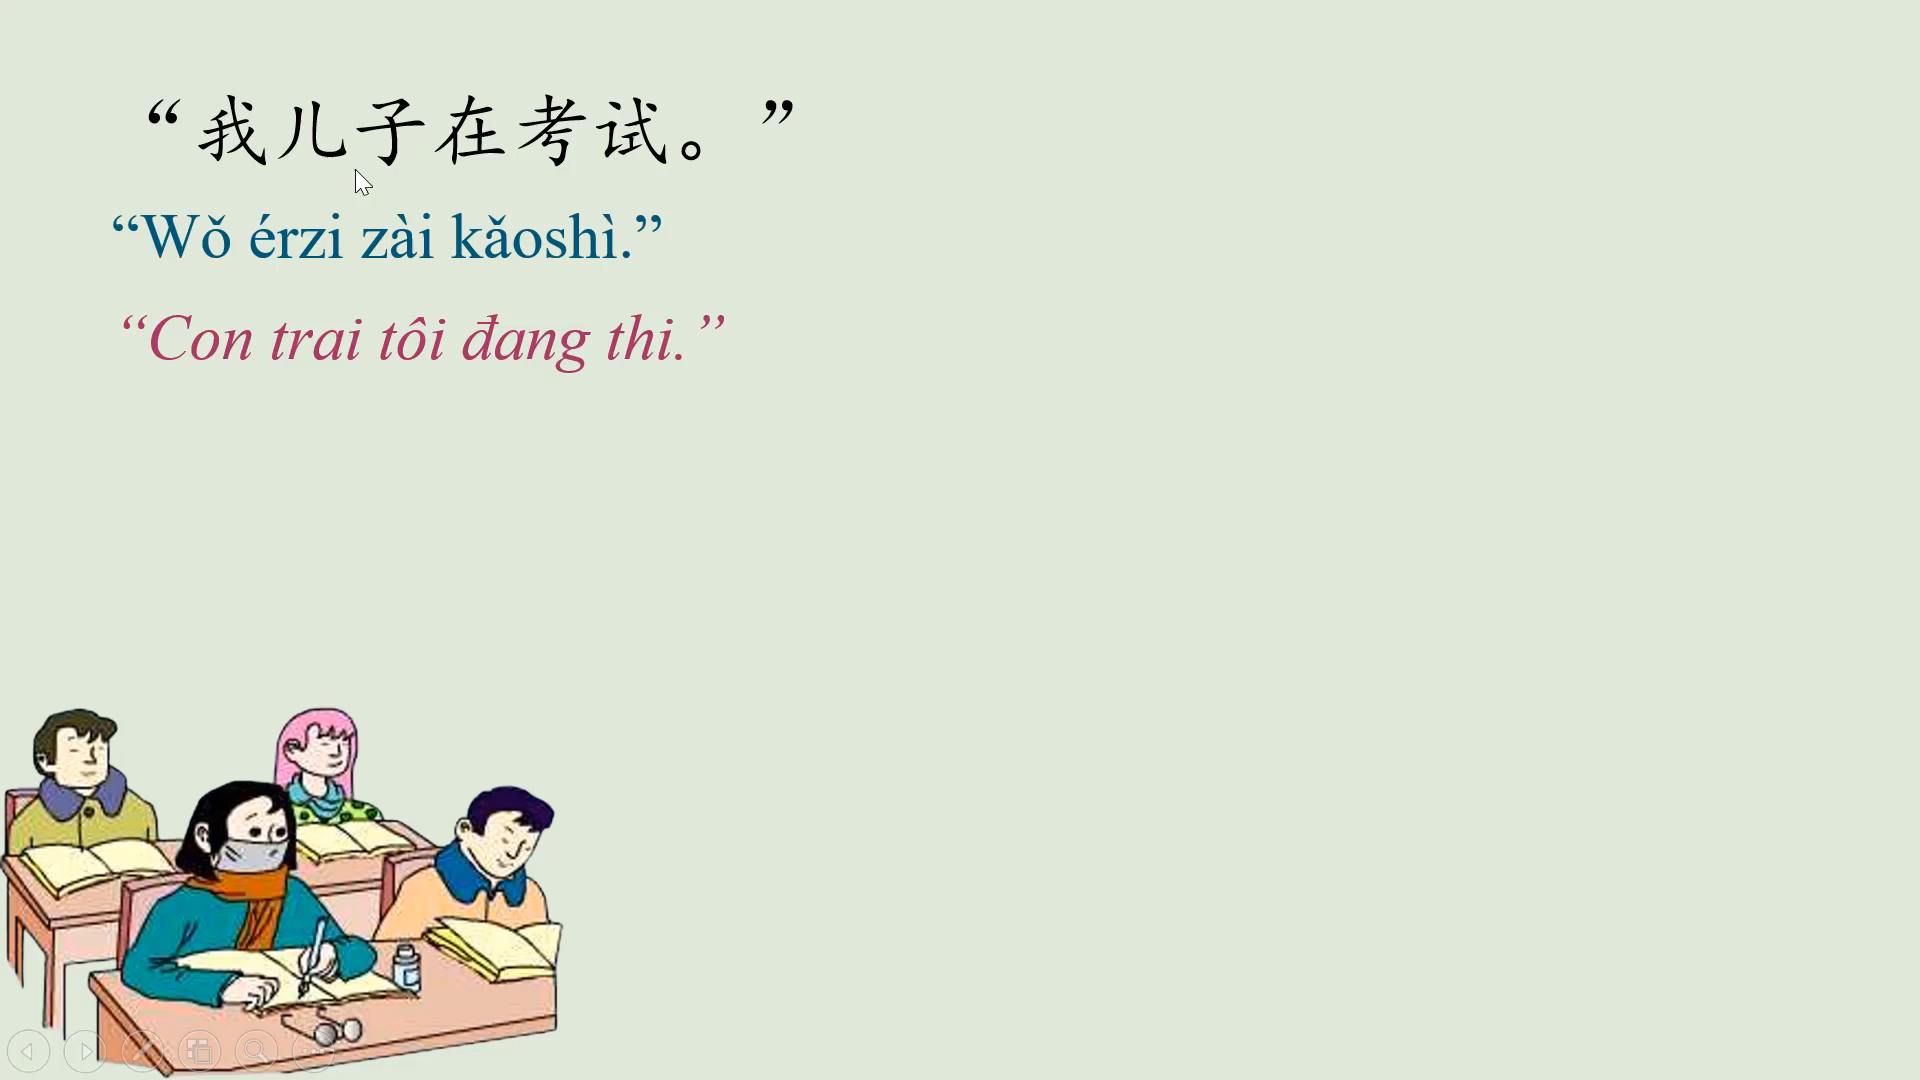 “我儿子在考试。”
“Wǒ érzi zài kǎoshì.”
“Con trai tôi đang thi.”